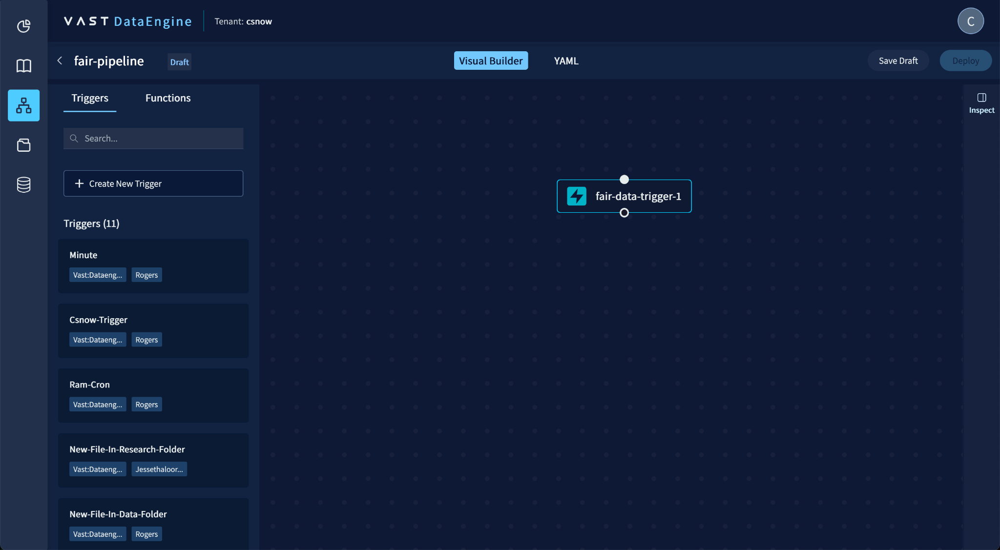 VAST DataEngine
Tenant: csnow
C
fair-pipeline
Draft
Visual Builder
YAML
Save Draft
Deploy
Triggers
Functions
Search...
Create New Trigger
Triggers (11)
Minute
Vast:Dataeng...
Rogers
Csnow-Trigger
Vast:Dataeng...
Rogers
Ram-Cron
Vast:Dataeng...
Rogers
New-File-In-Research-Folder
Vast:Dataeng...
Jessethaloor...
New-File-In-Data-Folder
Vast:Dataeng...
Rogers
fair-data-trigger-1
Inspect